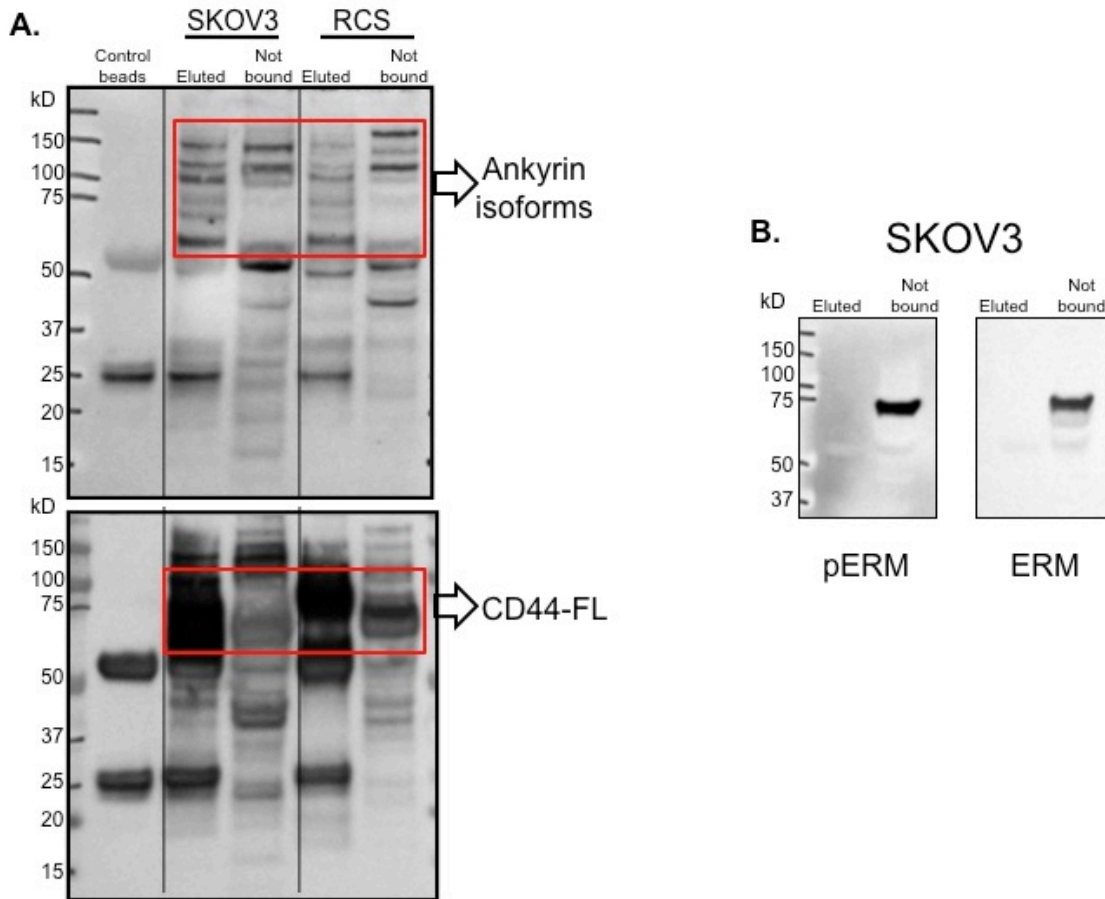 A.
SKOV3 RCS
Control beads
Eluted
Not bound
Eluted
Not bound
kD
150
100
75
50
37
25
20
15
Ankyrin isoforms
kD
150
100
75
50
37
25
20
15
CD44-FL
B.
SKOV3
kD
Eluted
Not bound
Eluted
Not bound
150
100
75
50
37
pERM
ERM